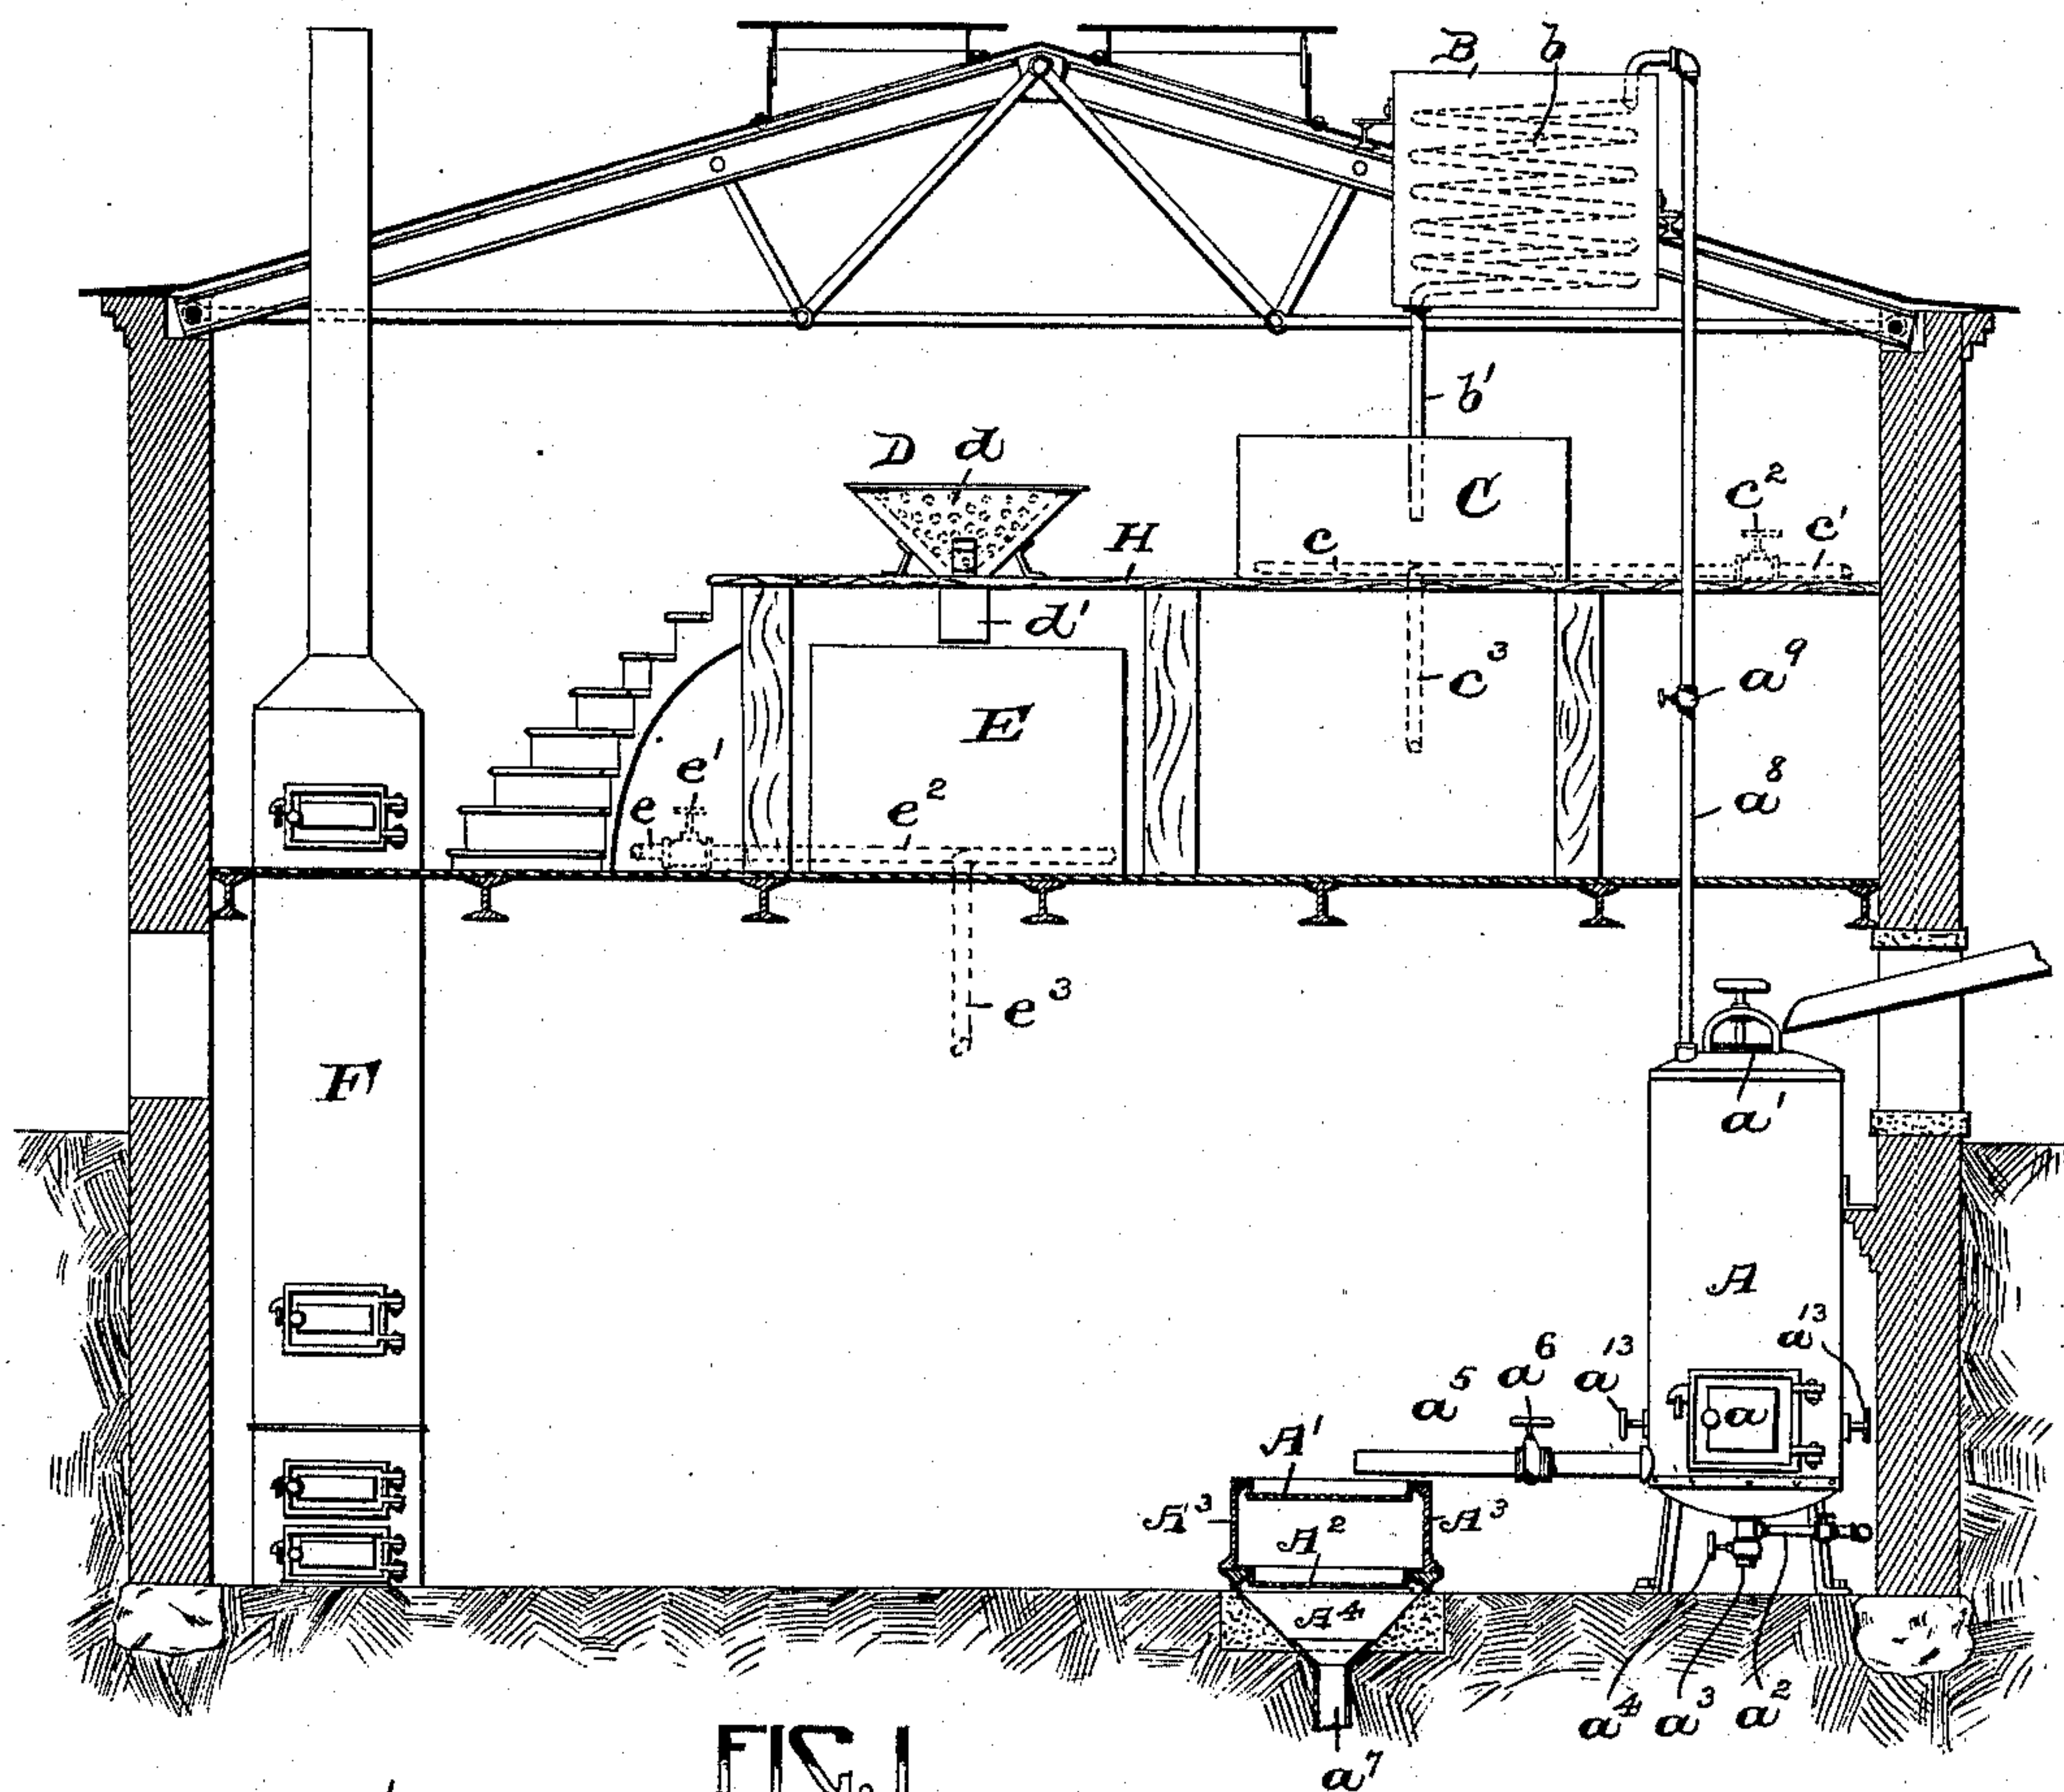 B b
b'
D d
C
c²
H
c
c'
d'
c³
a⁹
E
e'
a⁸
e
e²
e³
F
a'
A
a¹³
a⁶
a¹³
a⁵
a
A'
A³
A³
A²
A⁴
a⁴ a³ a²
a⁷
FIG. 1